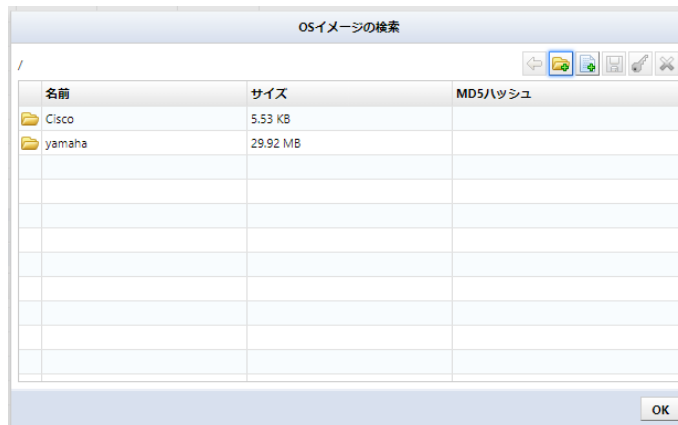 OSイメージの検索
/
名前 サイズ MD5ハッシュ
Cisco 5.53 KB
yamaha 29.92 MB
OK